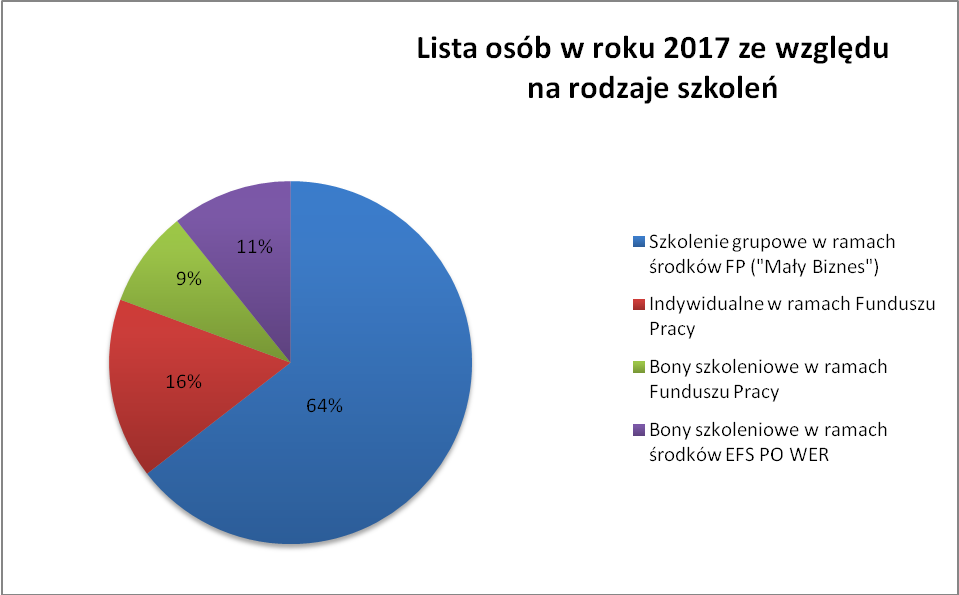 Lista osób w roku 2017 ze względu
na rodzaje szkoleń
11%
9%
16%
64%
Szkolenie grupowe w ramach
środków FP ("Mały Biznes")
Indywidualne w ramach Funduszu
Pracy
Bony szkoleniowe w ramach
Funduszu Pracy
Bony szkoleniowe w ramach
środków EFS PO WER